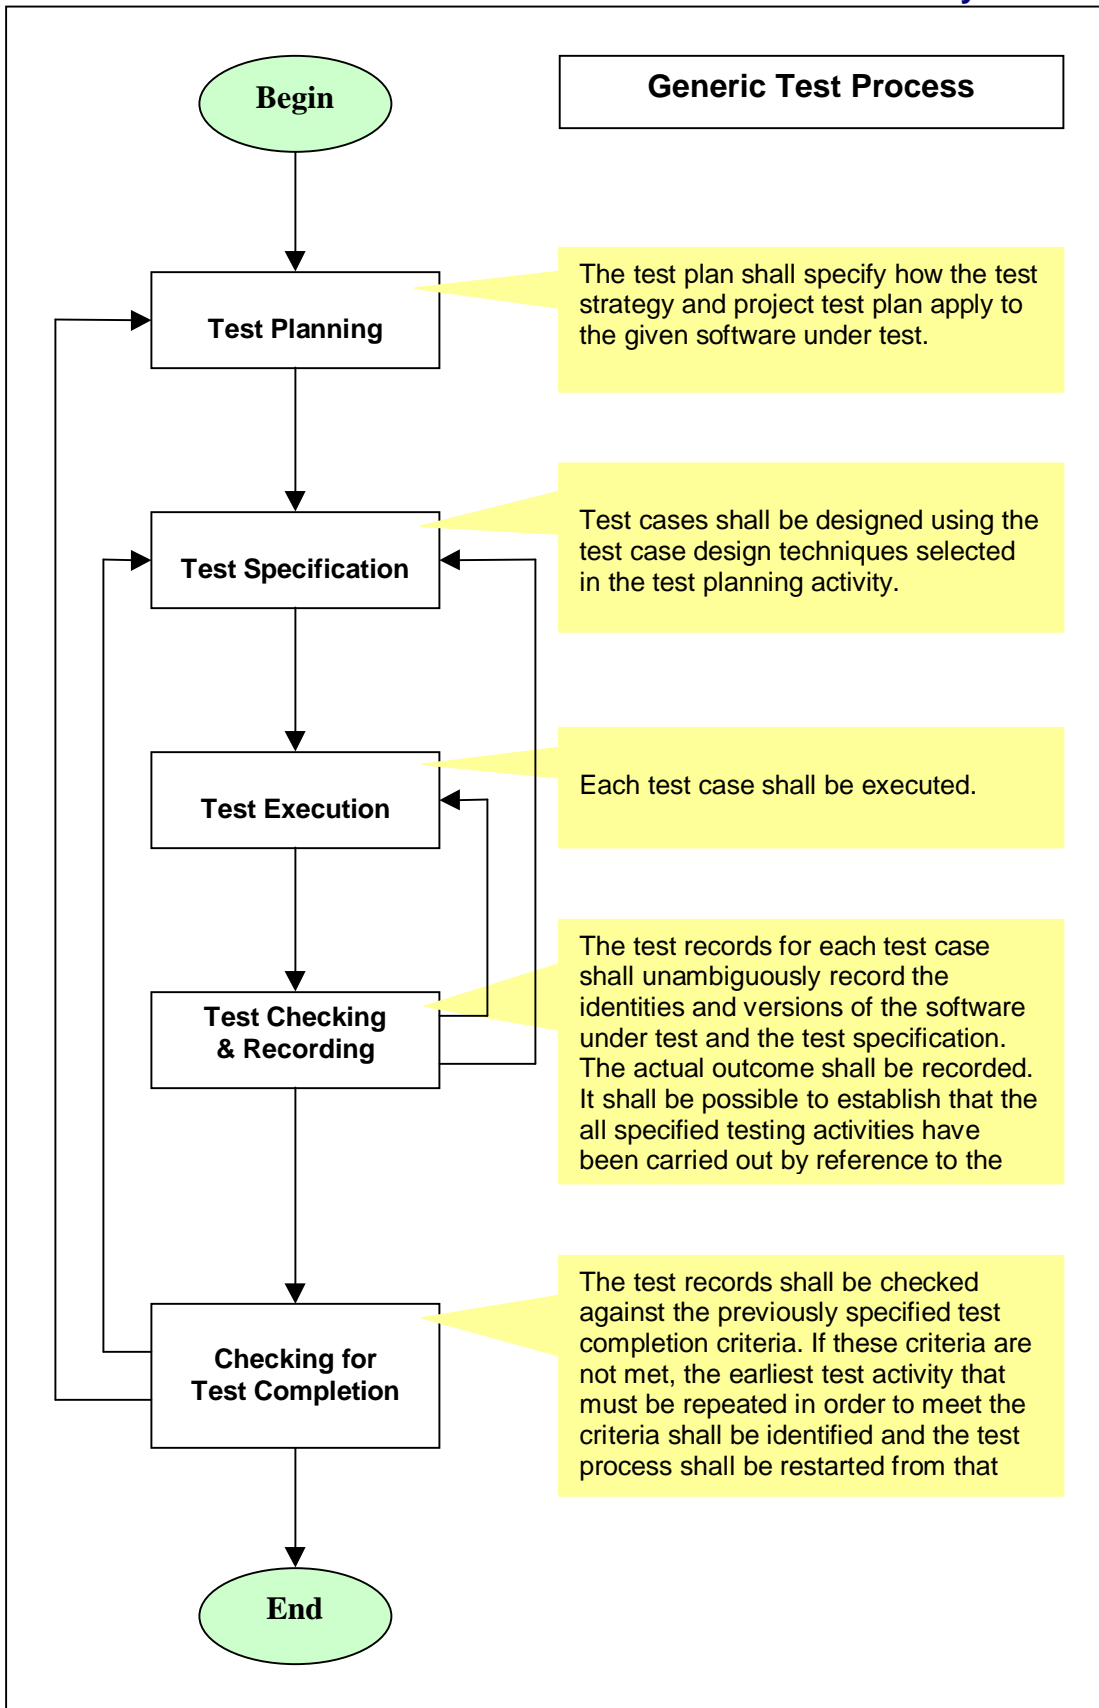 Begin
Generic Test Process
The test plan shall specify how the test
strategy and project test plan apply to
the given software under test.
Test Planning
Test cases shall be designed using the
test case design techniques selected
in the test planning activity.
Test Specification
Each test case shall be executed.
Test Execution
The test records for each test case
shall unambiguously record the
identities and versions of the software
under test and the test specification.
The actual outcome shall be recorded.
It shall be possible to establish that the
all specified testing activities have
been carried out by reference to the
Test Checking
& Recording
The test records shall be checked
against the previously specified test
completion criteria. If these criteria are
not met, the earliest test activity that
must be repeated in order to meet the
criteria shall be identified and the test
process shall be restarted from that
Checking for
Test Completion
End